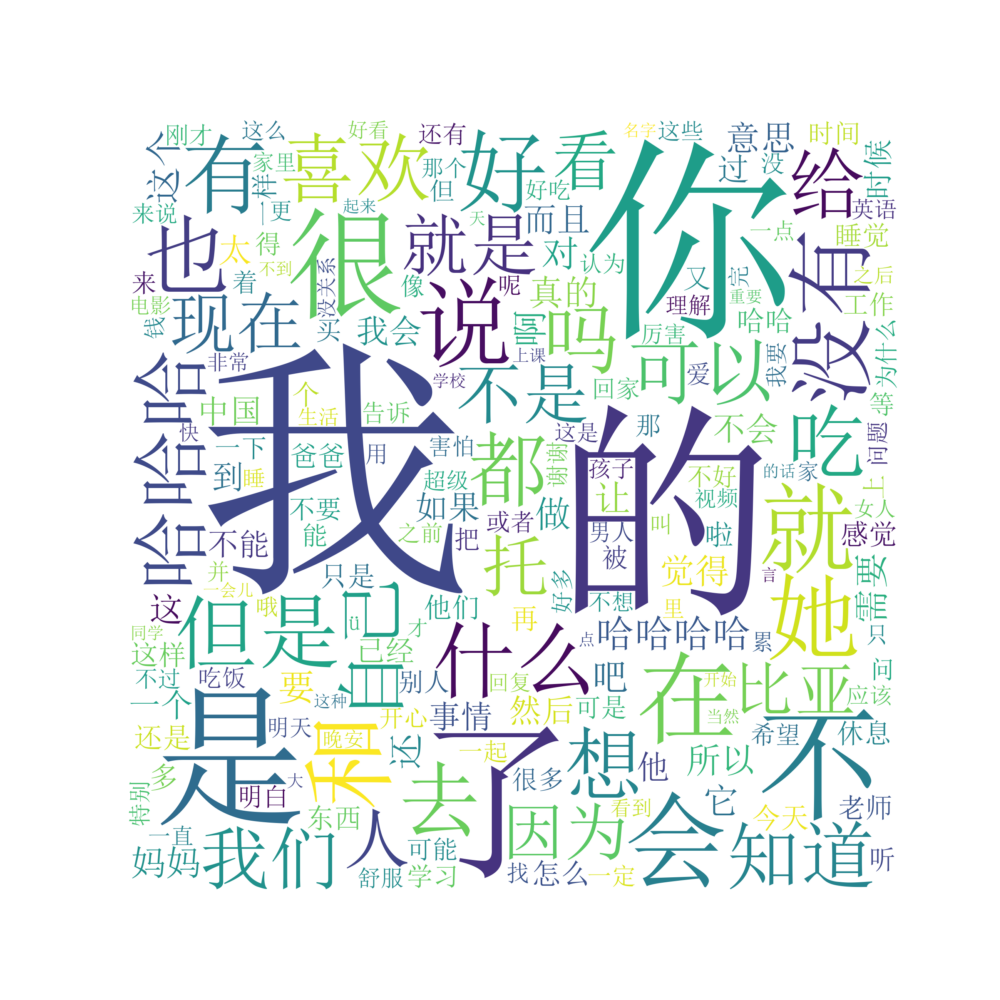 刚才
这么
好看
还有
名字
这些
意思
时间
这个
有
家里
喜欢
那个
好
看
你
过
没
给
时候
样
但
好吃
来说
一更
起来
天
而且
英语
也
很
就是
一点
睡觉
太
得
不到
没关系
对
认为
又
完
没有
之后
来
着
像
呢
真的
理解
重要
工作
电影
钱
现在
买
我会
说
啊
吗
厉害
哈哈
我要
为什么
非常
上课
不是
回家
可以
爱
等
哈哈哈哈
我
学校
中国
个
生活
告诉
都
这是
那
不会
吃
问题
快
一下
爸爸
用
害怕
谢谢
孩子
不好
的话
家
到
睡
超级
如果
做
让
视频
就
上
女人
不要
能
之前
把
或者
男人
叫
啦
感觉
不能
并
只是
托
被
觉得
的
言
她
需要
这
一会儿
哦
ü
自己
他们
才
再
好多
不想
里
哈哈哈哈
累
只
同学
但是
已经
什么
点
问
这样
不过
吃饭
别人
回复
吧
在
开始
比亚
应该
一个
要
这种
开心
事情
然后
可是
当然
还是
是
明天
晚安
和
还
一起
了
想
所以
希望
休息
不
多
明白
大
去
很多
他
它
特别
东西
因为
看到
会
今天
老师
一直
妈妈
我们
人
可能
舒服
学习
找
怎么
一定
知道
听